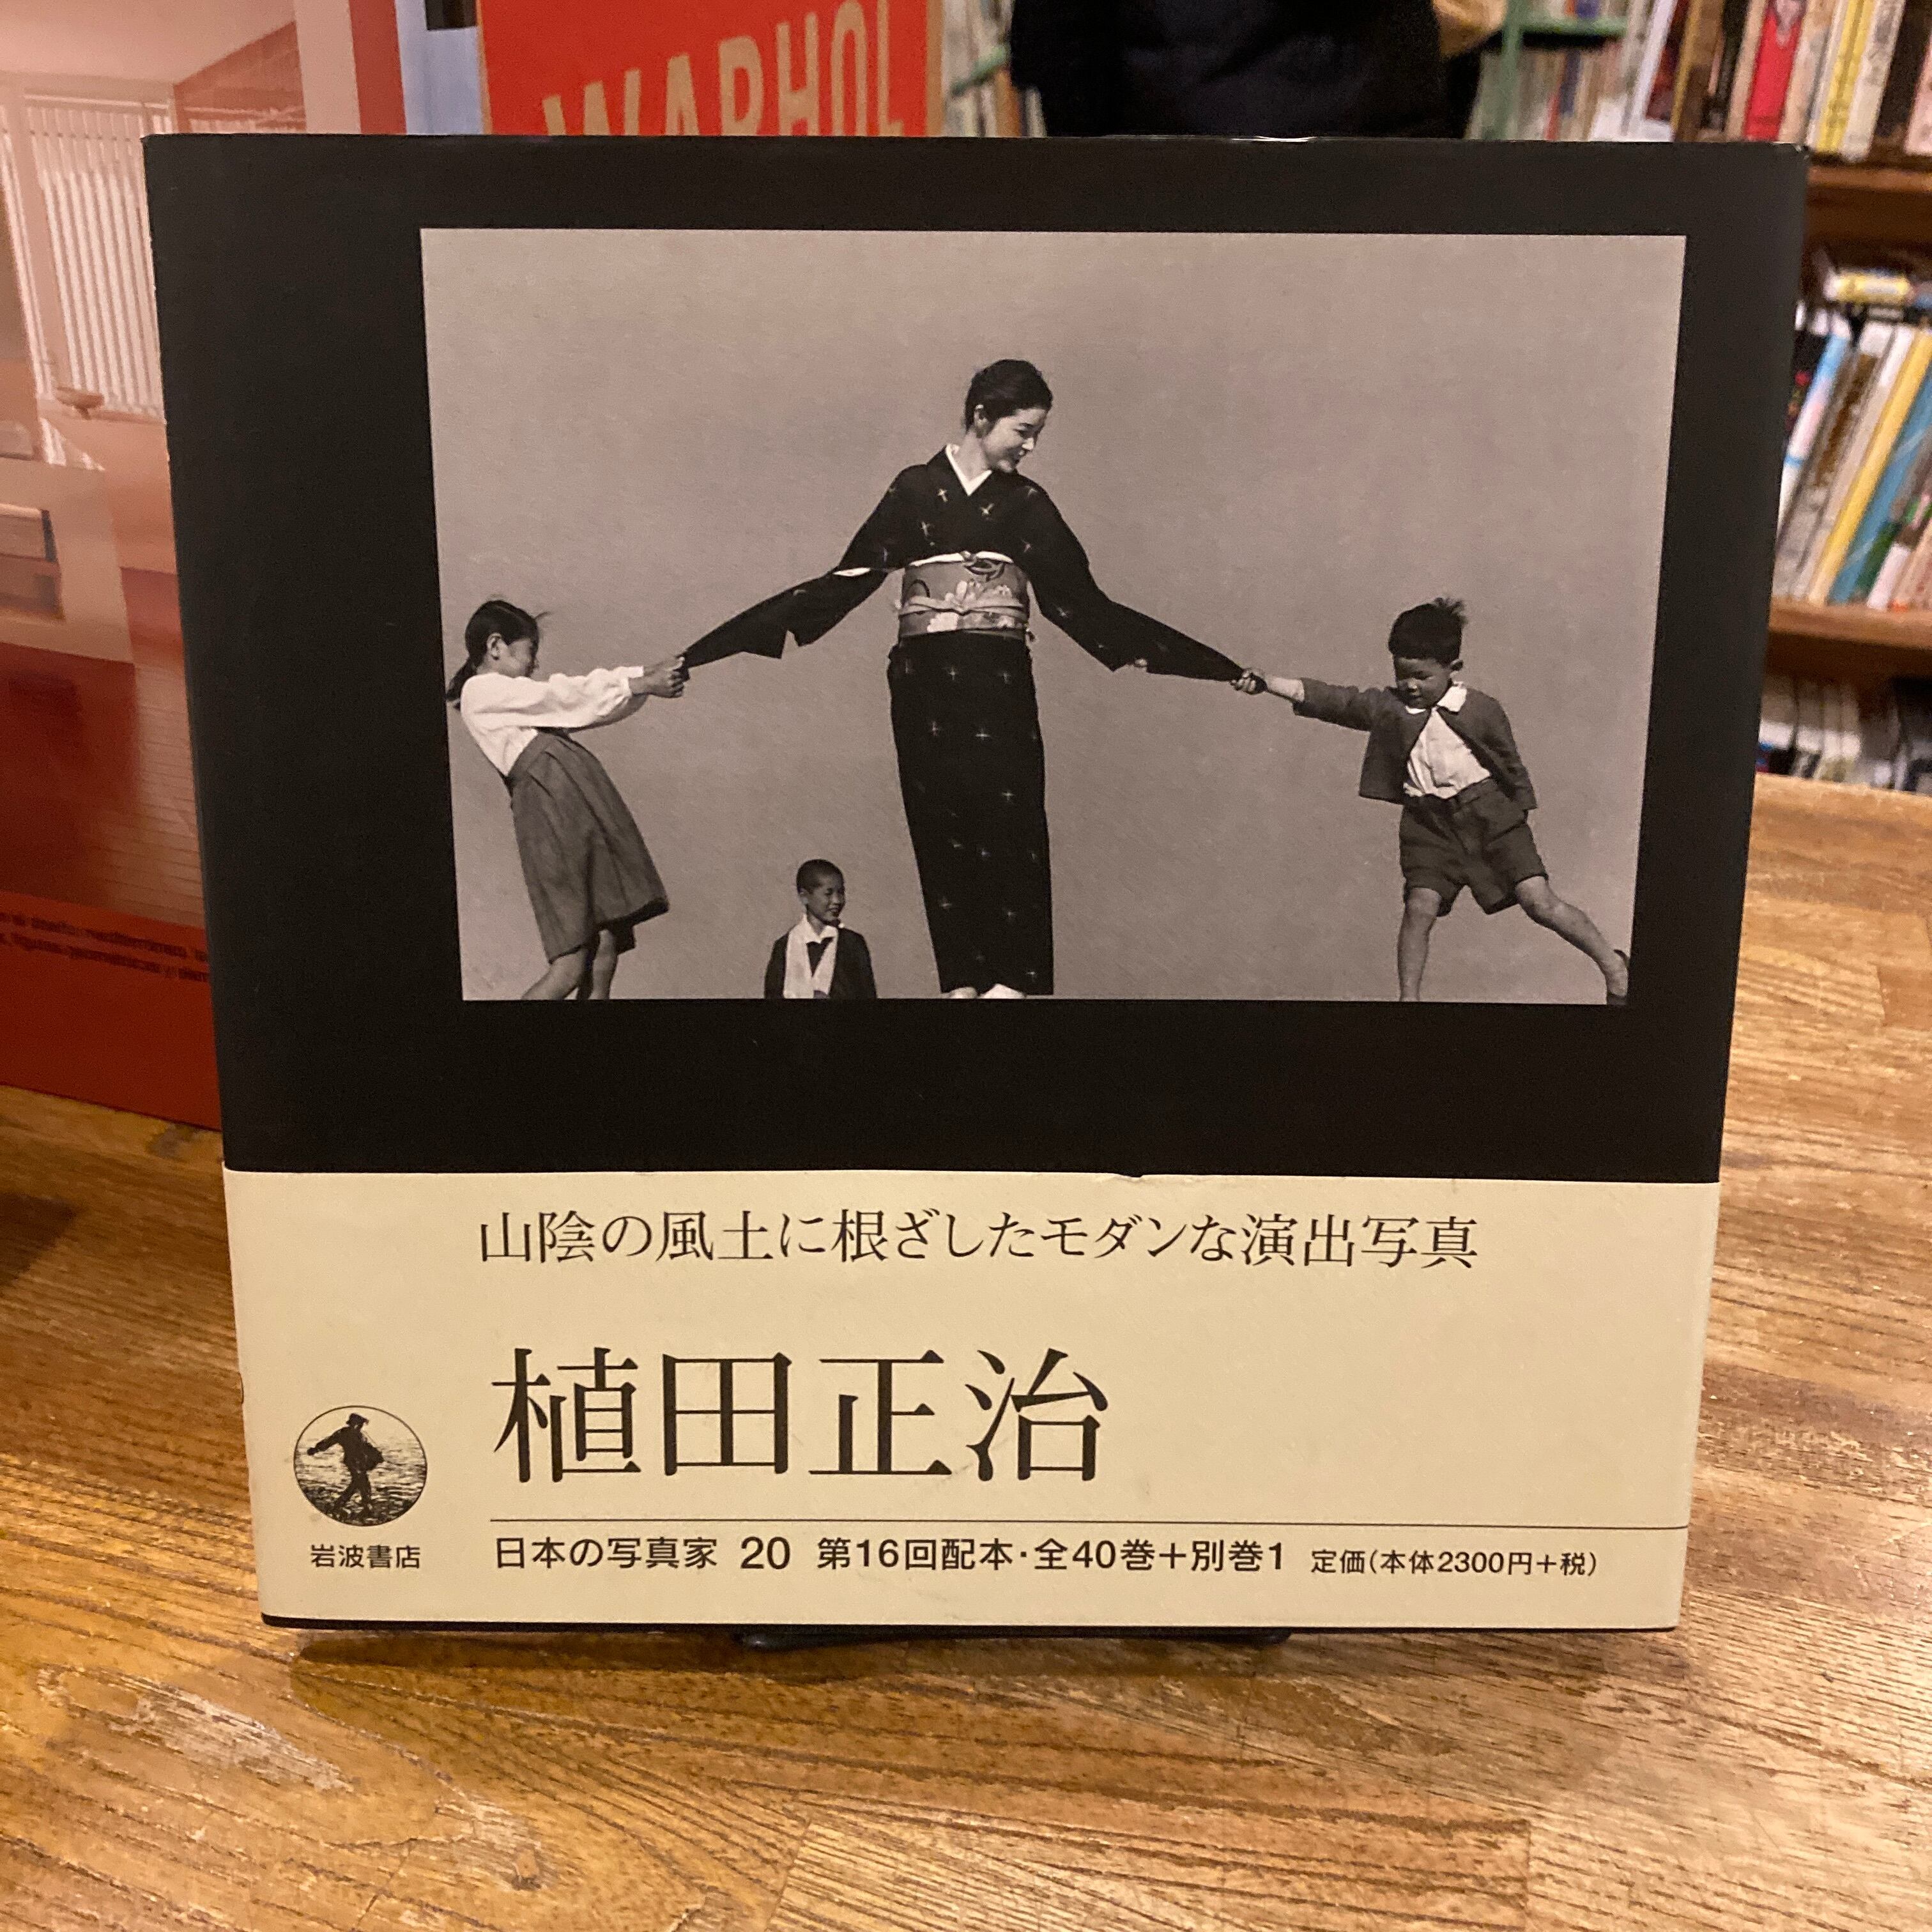 WARHOL
山陰の風土に根ざしたモダンな演出写真
植田正治
岩波書店
日本の写真家 20 第16回配本・全40巻+別巻1 定価(本体2300円+税)